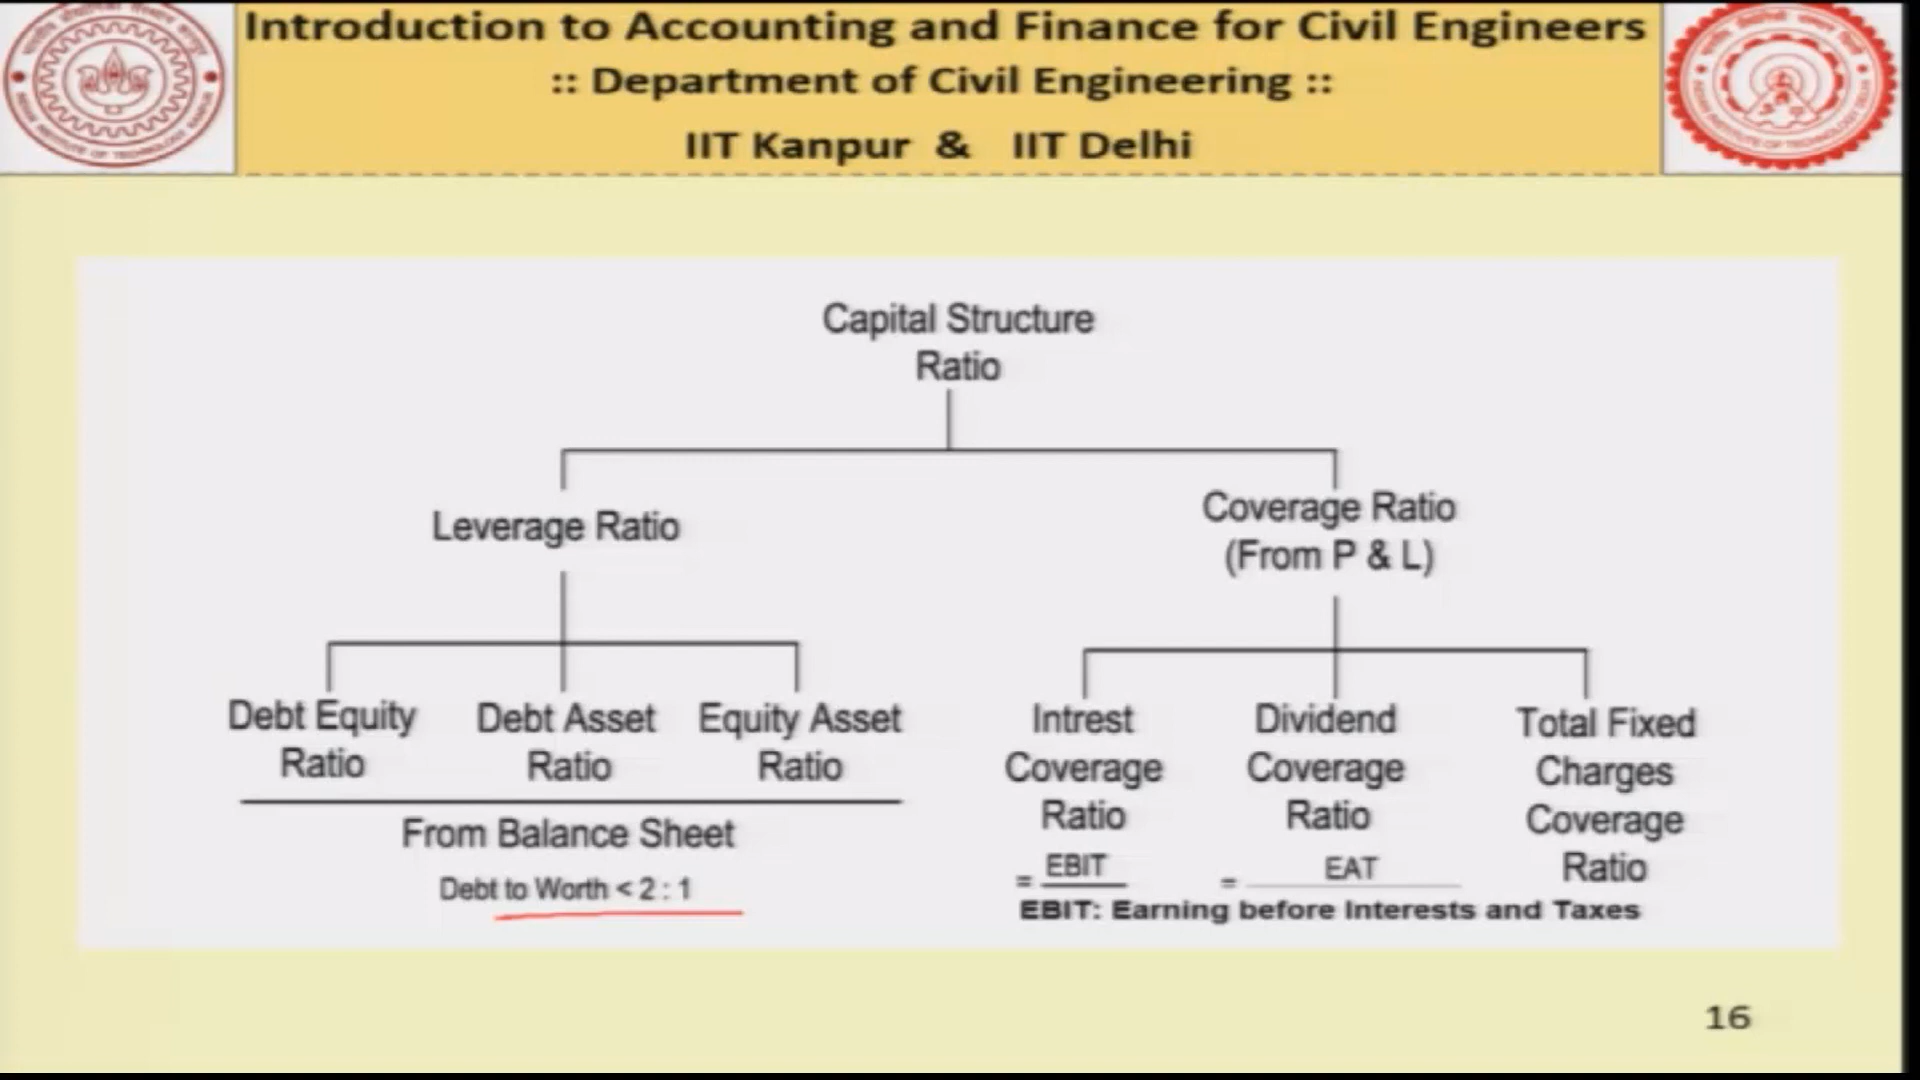 Introduction to Accounting and Finance for Civil Engineers
:: Department of Civil Engineering ::
IIT Kanpur & IIT Delhi
Capital Structure
Ratio
Leverage Ratio
Coverage Ratio
(From P & L)
Debt Equity
Ratio
Debt Asset
Ratio
Equity Asset
Ratio
From Balance Sheet
Debt to Worth < 2 : 1
Intrest
Coverage
Ratio
= EBIT
Dividend
Coverage
Ratio
= EAT
Total Fixed
Charges
Coverage
Ratio
EBIT: Earning before Interests and Taxes
16